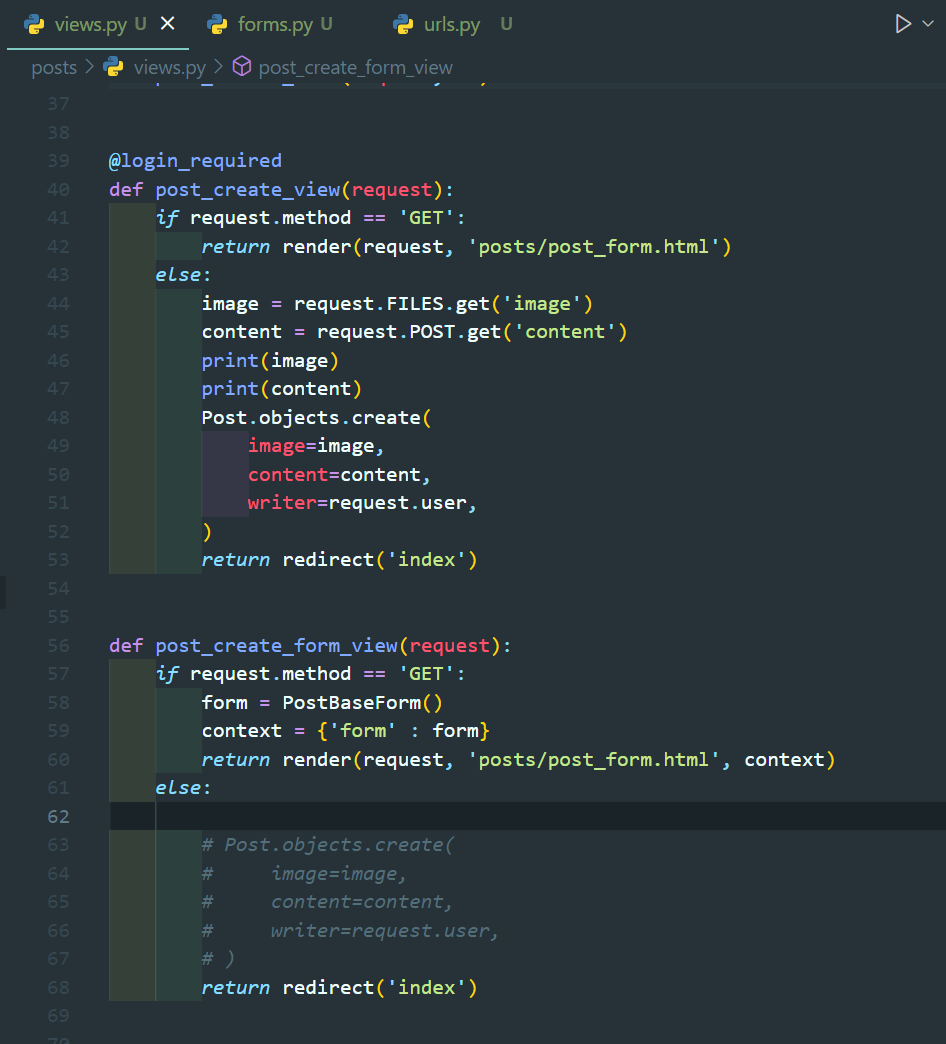 views.py U
forms.py U
urls.py U
posts > views.py > post_create_form_view
37
38
39 @login_required
40 def post_create_view(request):
41     if request.method == 'GET':
42         return render(request, 'posts/post_form.html')
43     else:
44         image = request.FILES.get('image')
45         content = request.POST.get('content')
46         print(image)
47         print(content)
48         Post.objects.create(
49             image=image,
50             content=content,
51             writer=request.user,
52         )
53         return redirect('index')
54
55
56 def post_create_form_view(request):
57     if request.method == 'GET':
58         form = PostBaseForm()
59         context = {'form' : form}
60         return render(request, 'posts/post_form.html', context)
61     else:
62
63         # Post.objects.create(
64         #     image=image,
65         #     content=content,
66         #     writer=request.user,
67         # )
68         return redirect('index')
69